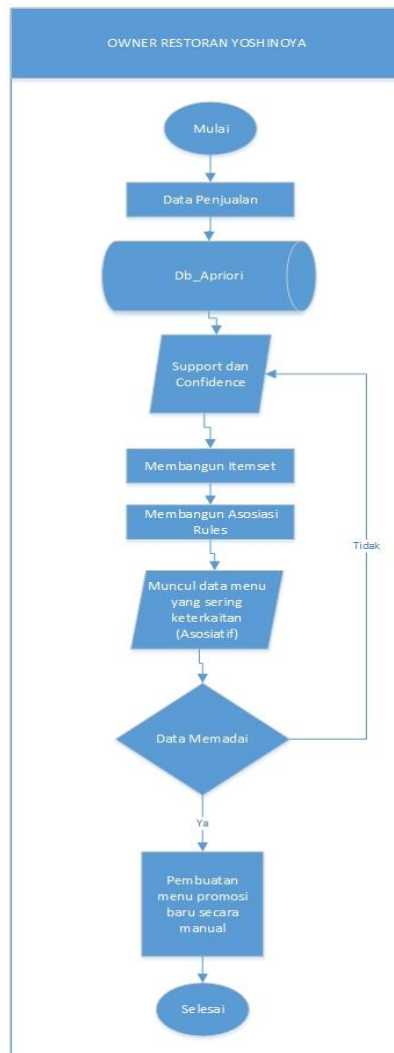 OWNER RESTORAN YOSHINOYA
Mulai
Data Penjualan
Db_Apriori
Support dan
Confidence
Membangun Itemset
Membangun Asosiasi
Rules
Tidak
Muncul data menu
yang sering
keterkaitan
(Asosiatif)
Data Memadai
Ya
Pembuatan
menu promosi
baru secara
manual
Selesai